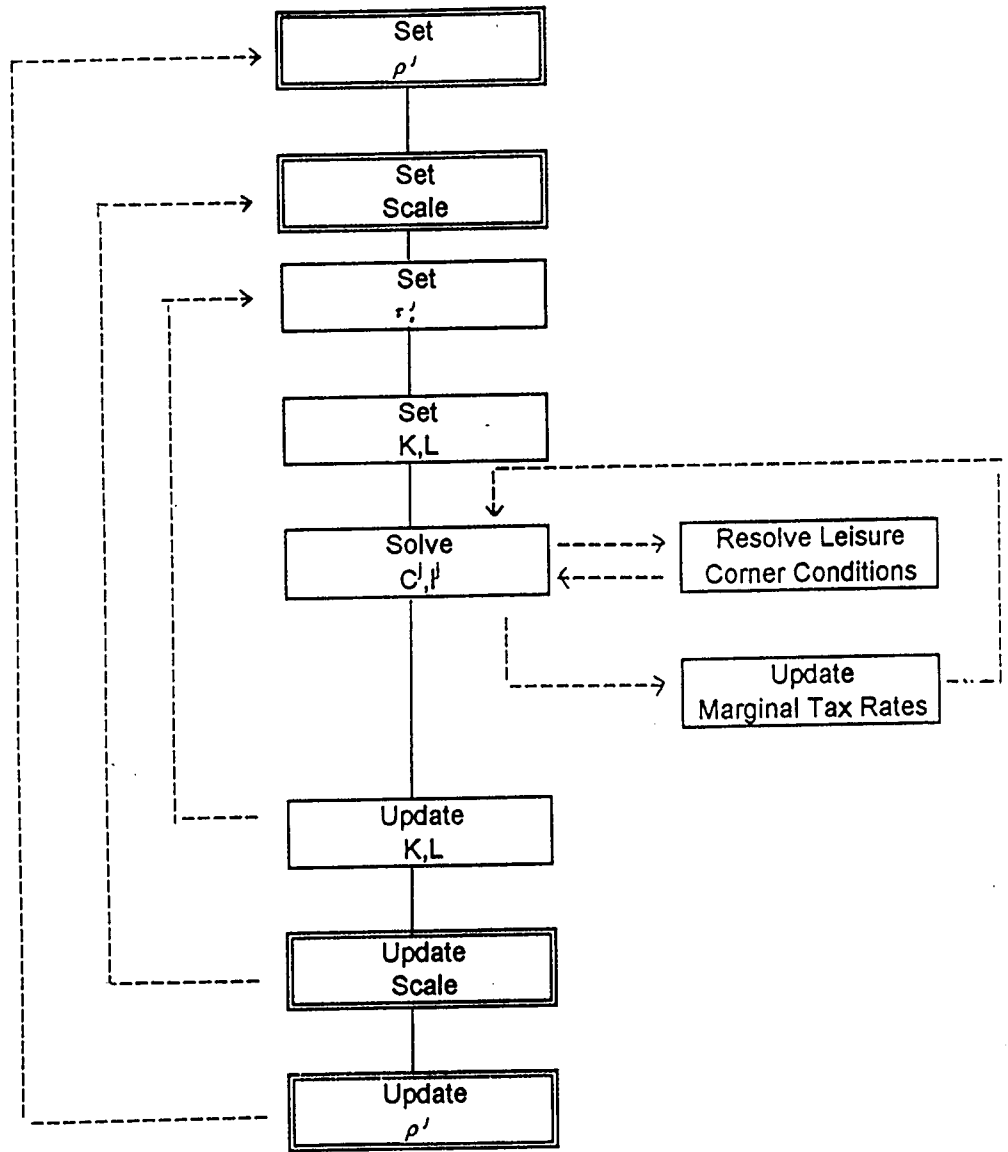 Set
ρʲ
Set
Scale
Set
Set
K,L
Solve
Cʲ,lʲ
Resolve Leisure
Corner Conditions
Update
Marginal Tax Rates
Update
K,L
Update
Scale
Update
ρʲ